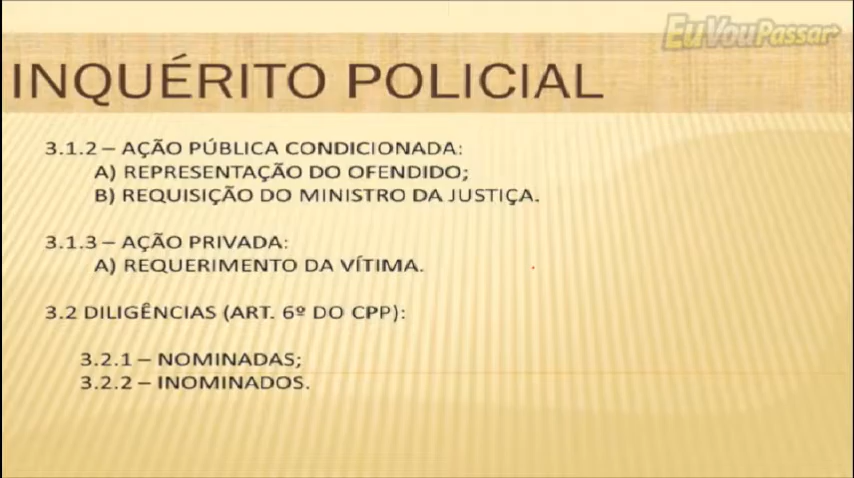 EuVouPassar
INQUÉRITO POLICIAL
3.1.2 – AÇÃO PÚBLICA CONDICIONADA:
A) REPRESENTAÇÃO DO OFENDIDO;
B) REQUISIÇÃO DO MINISTRO DA JUSTIÇA.
3.1.3 – AÇÃO PRIVADA:
A) REQUERIMENTO DA VÍTIMA.
3.2 DILIGÊNCIAS (ART. 6º DO CPP):
3.2.1 – NOMINADAS;
3.2.2 – INOMINADOS.